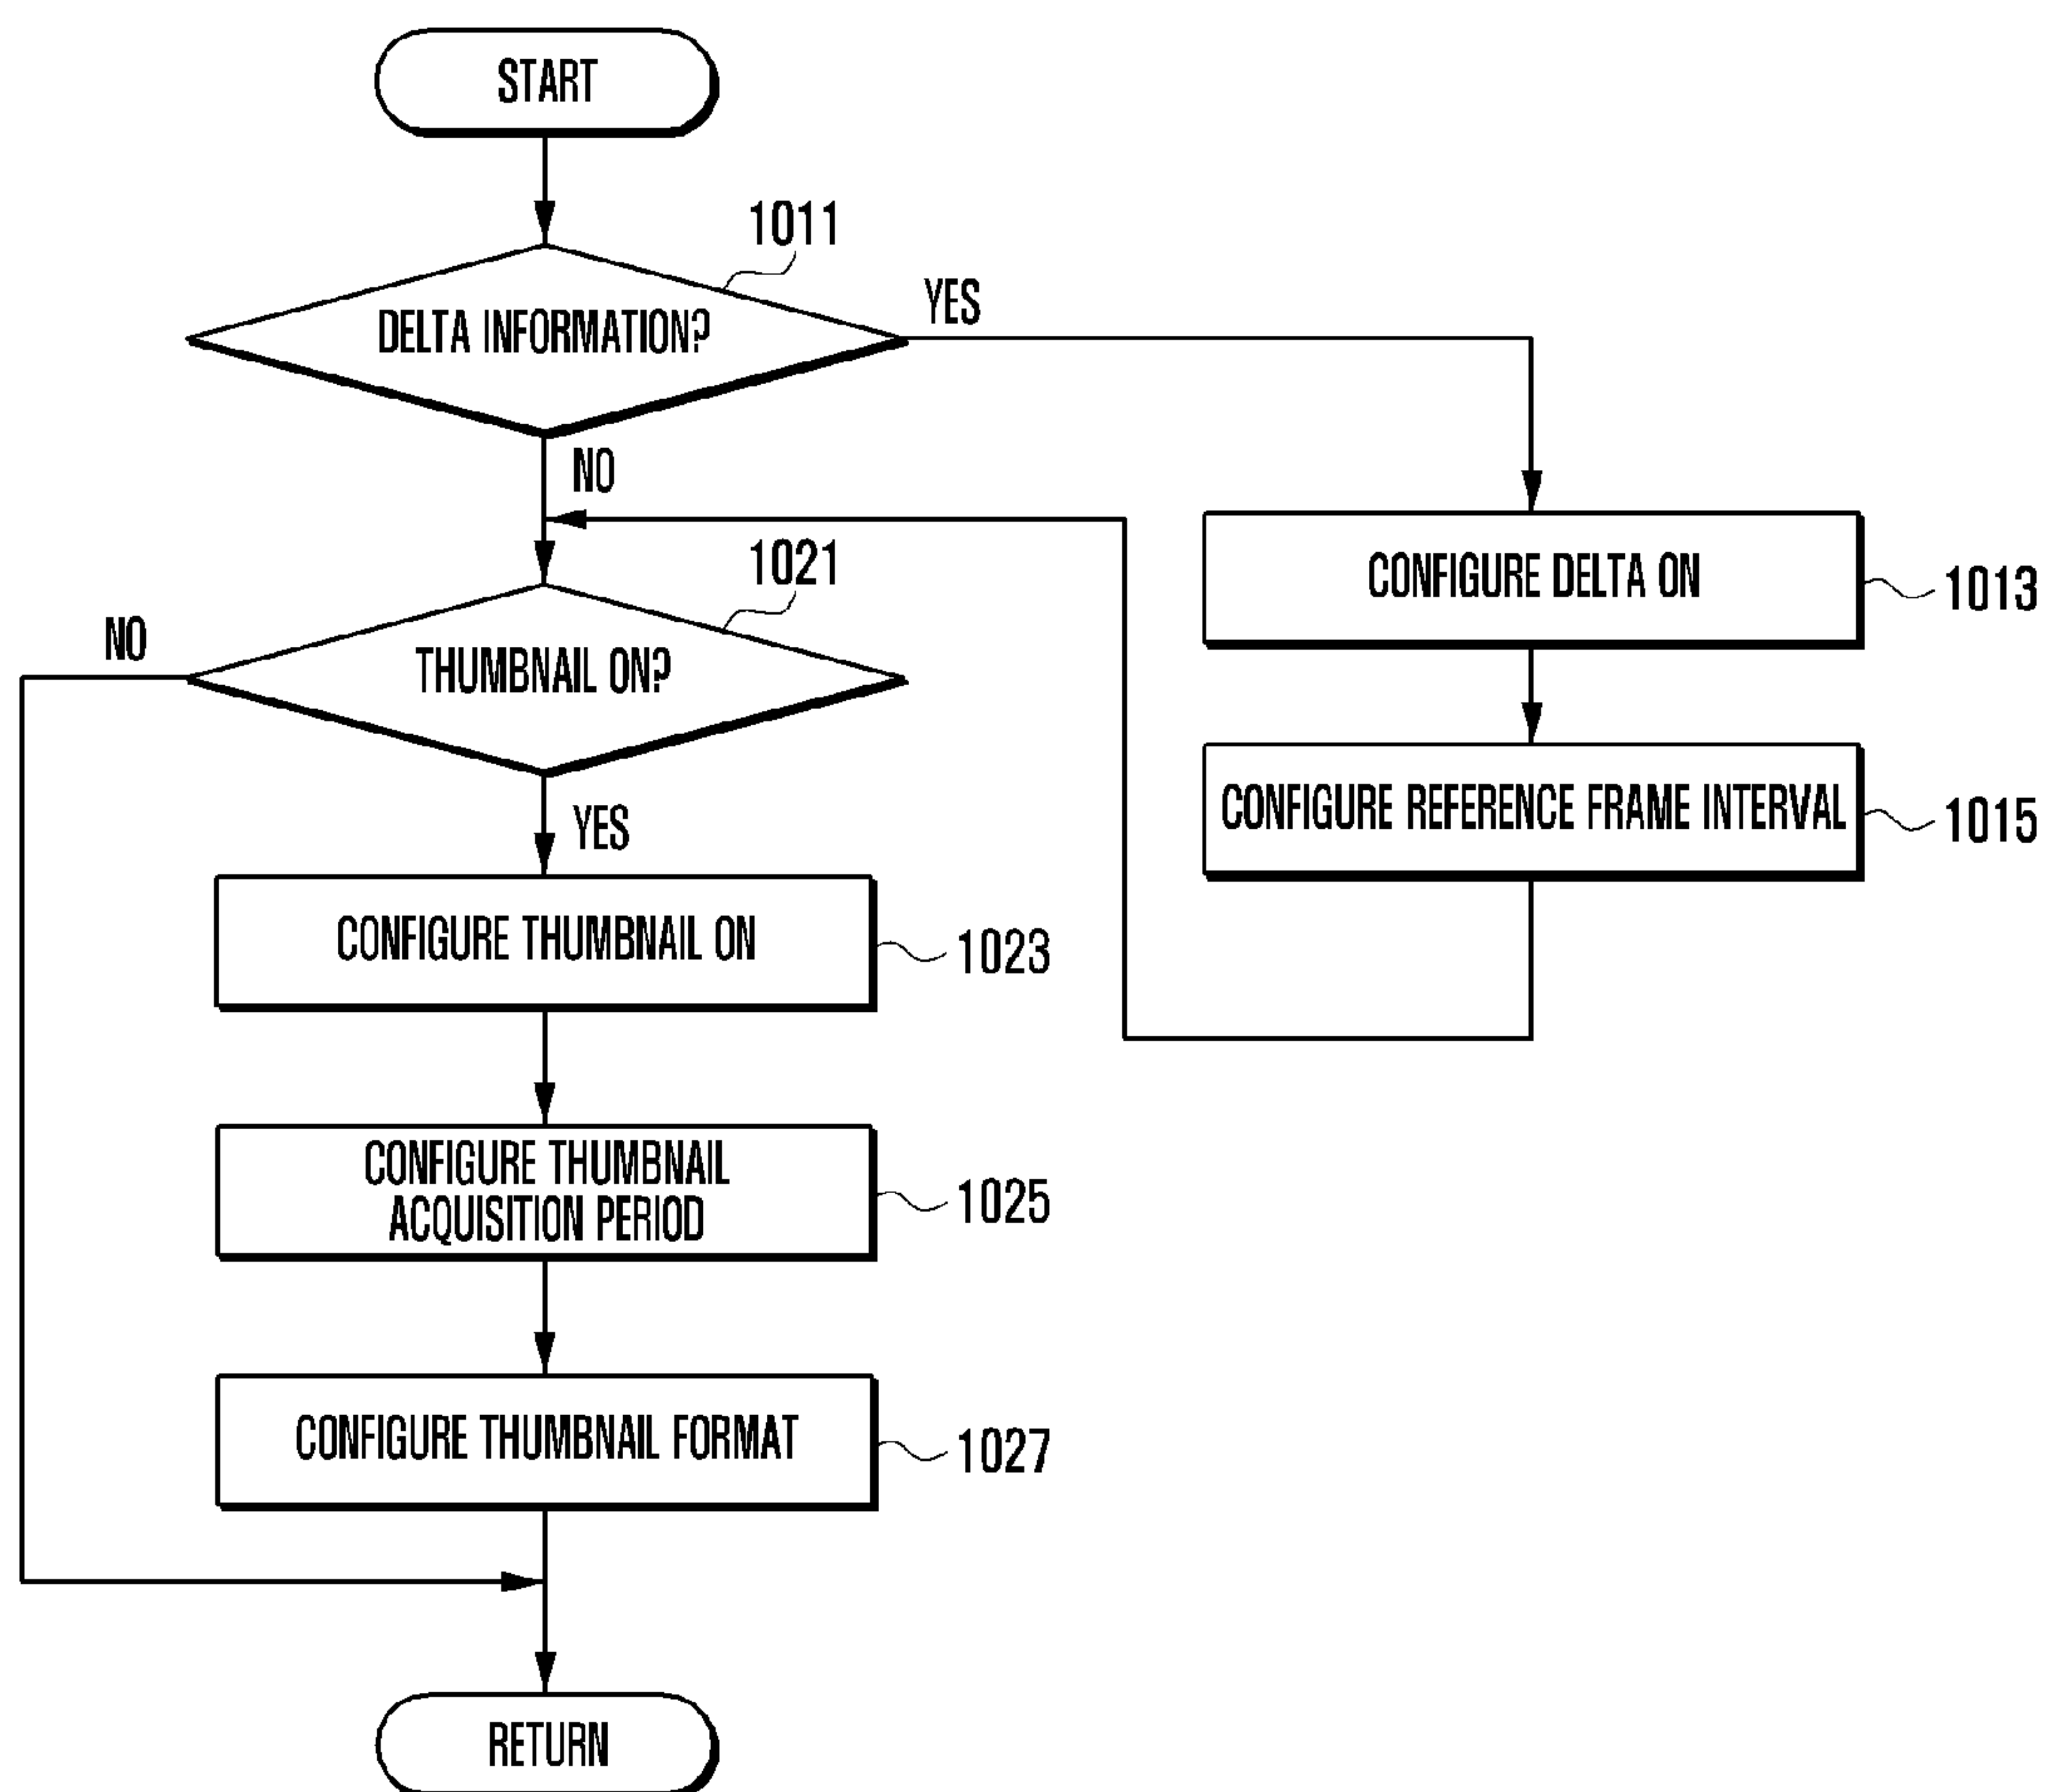 START
1011
DELTA INFORMATION?
YES
NO
1021
THUMBNAIL ON?
NO
YES
CONFIGURE DELTA ON
1013
CONFIGURE REFERENCE FRAME INTERVAL
1015
CONFIGURE THUMBNAIL ON
1023
CONFIGURE THUMBNAIL
ACQUISITION PERIOD
1025
CONFIGURE THUMBNAIL FORMAT
1027
RETURN